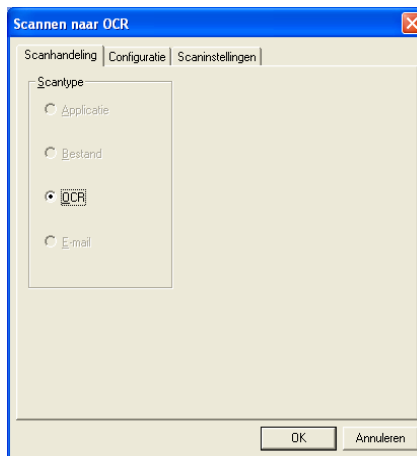 Scannen naar OCR
Scanhandeling Configuratie Scaninstellingen
Scantype
Applicatie
Bestand
OCR
E-mail
OK Annuleren